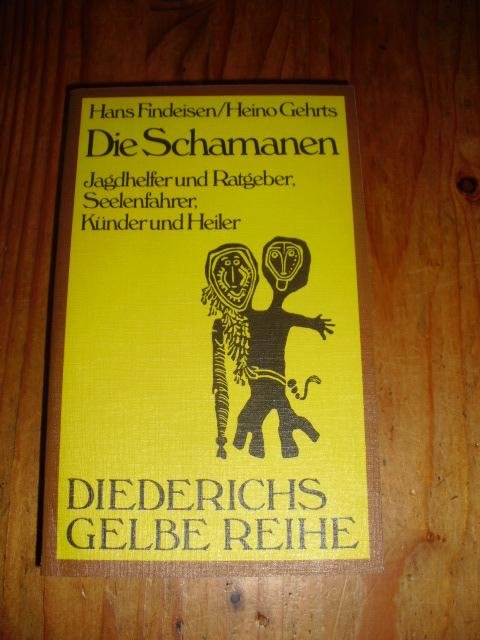 Hans Findeisen/Heino Gehrts
Die Schamanen
Jagdhelfer und Ratgeber,
Seelenfahrer,
Künder und Heiler
DIEDERICHS
GELBE REIHE